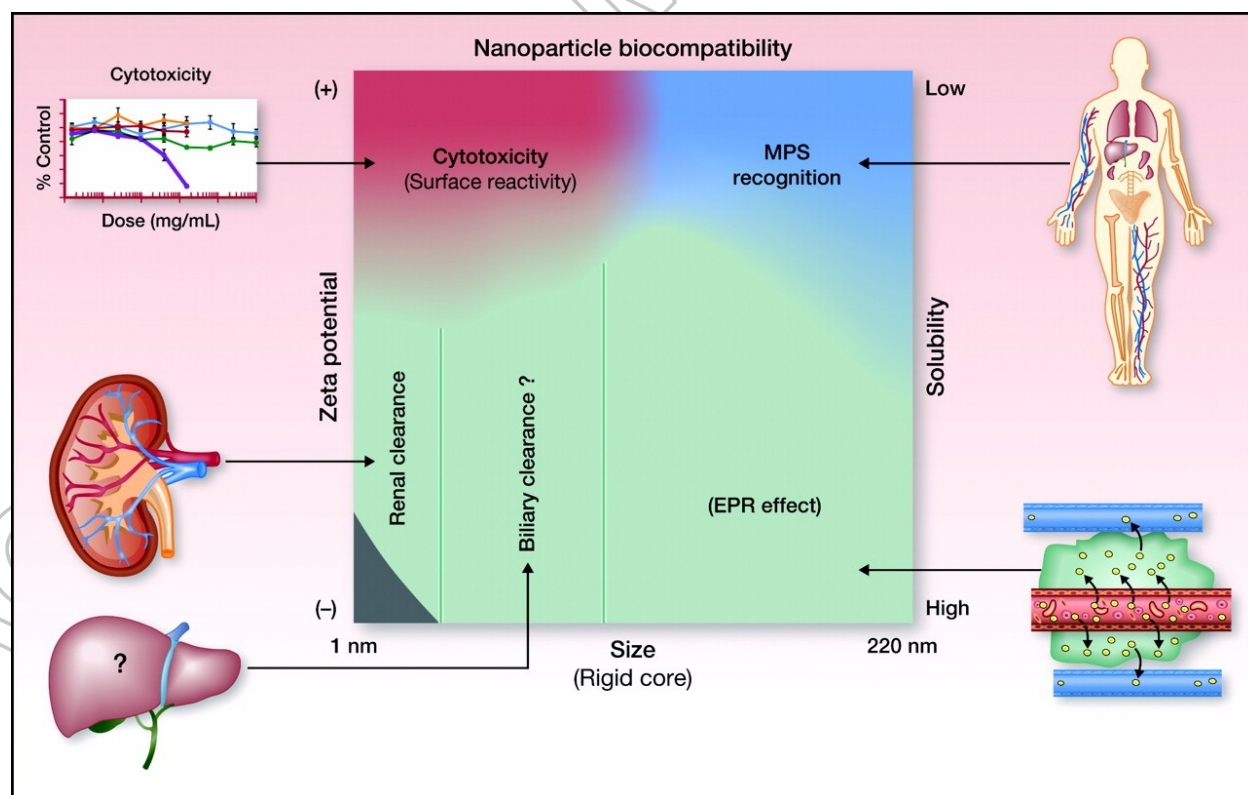 Nanoparticle biocompatibility
Cytotoxicity
% Control
Dose (mg/mL)
(+)
Low
Cytotoxicity
(Surface reactivity)
MPS
recognition
Zeta potential
Solubility
Renal clearance
Biliary clearance ?
(EPR effect)
(–)
High
1 nm
Size
(Rigid core)
220 nm
?